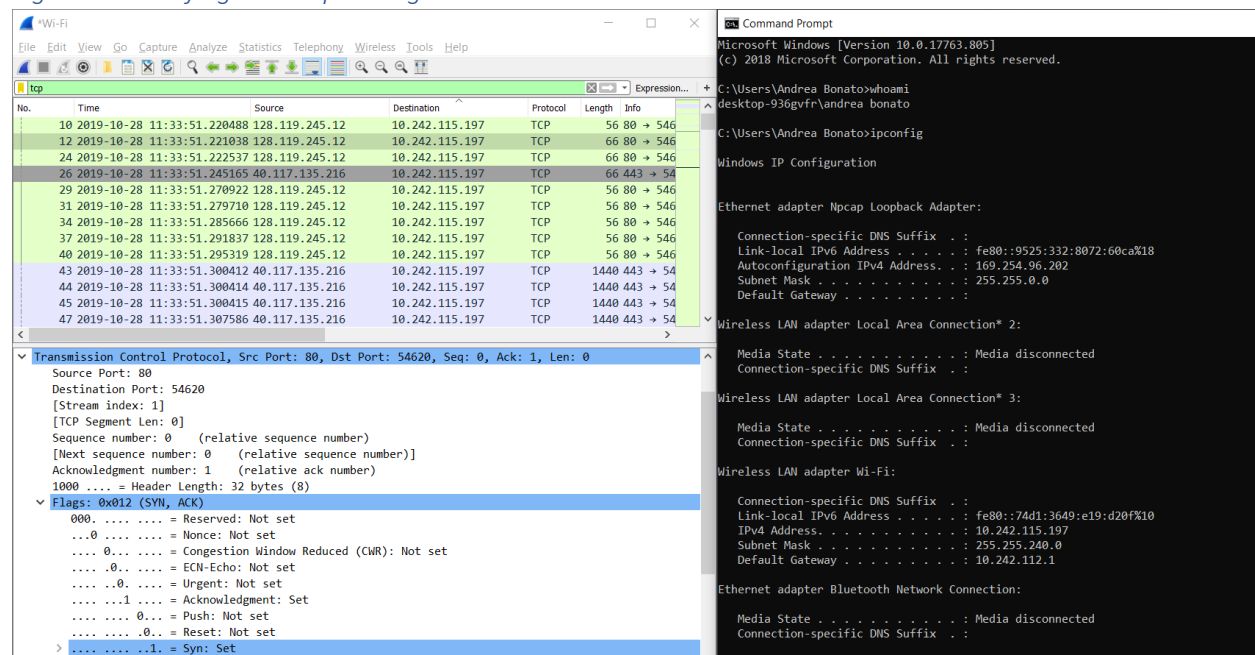 *Wi-Fi
File Edit View Go Capture Analyze Statistics Telephony Wireless Tools Help
tcp
Expression... +
No. Time Source Destination Protocol Length Info
10 2019-10-28 11:33:51.220488 128.119.245.12 10.242.115.197 TCP 56 80 → 546
12 2019-10-28 11:33:51.221038 128.119.245.12 10.242.115.197 TCP 66 80 → 546
24 2019-10-28 11:33:51.222537 128.119.245.12 10.242.115.197 TCP 66 80 → 546
26 2019-10-28 11:33:51.245165 40.117.135.216 10.242.115.197 TCP 66 443 → 54
29 2019-10-28 11:33:51.270922 128.119.245.12 10.242.115.197 TCP 56 80 → 546
31 2019-10-28 11:33:51.279710 128.119.245.12 10.242.115.197 TCP 56 80 → 546
34 2019-10-28 11:33:51.285666 128.119.245.12 10.242.115.197 TCP 56 80 → 546
37 2019-10-28 11:33:51.291837 128.119.245.12 10.242.115.197 TCP 56 80 → 546
40 2019-10-28 11:33:51.295319 128.119.245.12 10.242.115.197 TCP 56 80 → 546
43 2019-10-28 11:33:51.300412 40.117.135.216 10.242.115.197 TCP 1440 443 → 54
44 2019-10-28 11:33:51.300414 40.117.135.216 10.242.115.197 TCP 1440 443 → 54
45 2019-10-28 11:33:51.300415 40.117.135.216 10.242.115.197 TCP 1440 443 → 54
47 2019-10-28 11:33:51.307586 40.117.135.216 10.242.115.197 TCP 1440 443 → 54
Transmission Control Protocol, Src Port: 80, Dst Port: 54620, Seq: 0, Ack: 1, Len: 0
Source Port: 80
Destination Port: 54620
[Stream index: 1]
[TCP Segment Len: 0]
Sequence number: 0 (relative sequence number)
[Next sequence number: 0 (relative sequence number)]
Acknowledgment number: 1 (relative ack number)
1000 .... = Header Length: 32 bytes (8)
Flags: 0x012 (SYN, ACK)
000. .... .... = Reserved: Not set
...0 .... .... = Nonce: Not set
.... 0... .... = Congestion Window Reduced (CWR): Not set
.... .0.. .... = ECN-Echo: Not set
.... ..0. .... = Urgent: Not set
.... ...1 .... = Acknowledgment: Set
.... .... 0... = Push: Not set
.... .... .0.. = Reset: Not set
.... .... ..1. = Syn: Set
Command Prompt
Microsoft Windows [Version 10.0.17763.805]
(c) 2018 Microsoft Corporation. All rights reserved.
C:\Users\Andrea Bonato>whoami
desktop-936gvfr\andrea bonato
C:\Users\Andrea Bonato>ipconfig
Windows IP Configuration
Ethernet adapter Npcap Loopback Adapter:
Connection-specific DNS Suffix . :
Link-local IPv6 Address . . . . . : fe80::9525:332:8072:60ca%18
Autoconfiguration IPv4 Address. . : 169.254.96.202
Subnet Mask . . . . . . . . . . . : 255.255.0.0
Default Gateway . . . . . . . . . :
Wireless LAN adapter Local Area Connection* 2:
Media State . . . . . . . . . . . : Media disconnected
Connection-specific DNS Suffix . :
Wireless LAN adapter Local Area Connection* 3:
Media State . . . . . . . . . . . : Media disconnected
Connection-specific DNS Suffix . :
Wireless LAN adapter Wi-Fi:
Connection-specific DNS Suffix . :
Link-local IPv6 Address . . . . . : fe80::74d1:3649:e19:d20f%10
IPv4 Address. . . . . . . . . . . : 10.242.115.197
Subnet Mask . . . . . . . . . . . : 255.255.240.0
Default Gateway . . . . . . . . . : 10.242.112.1
Ethernet adapter Bluetooth Network Connection:
Media State . . . . . . . . . . . : Media disconnected
Connection-specific DNS Suffix . :